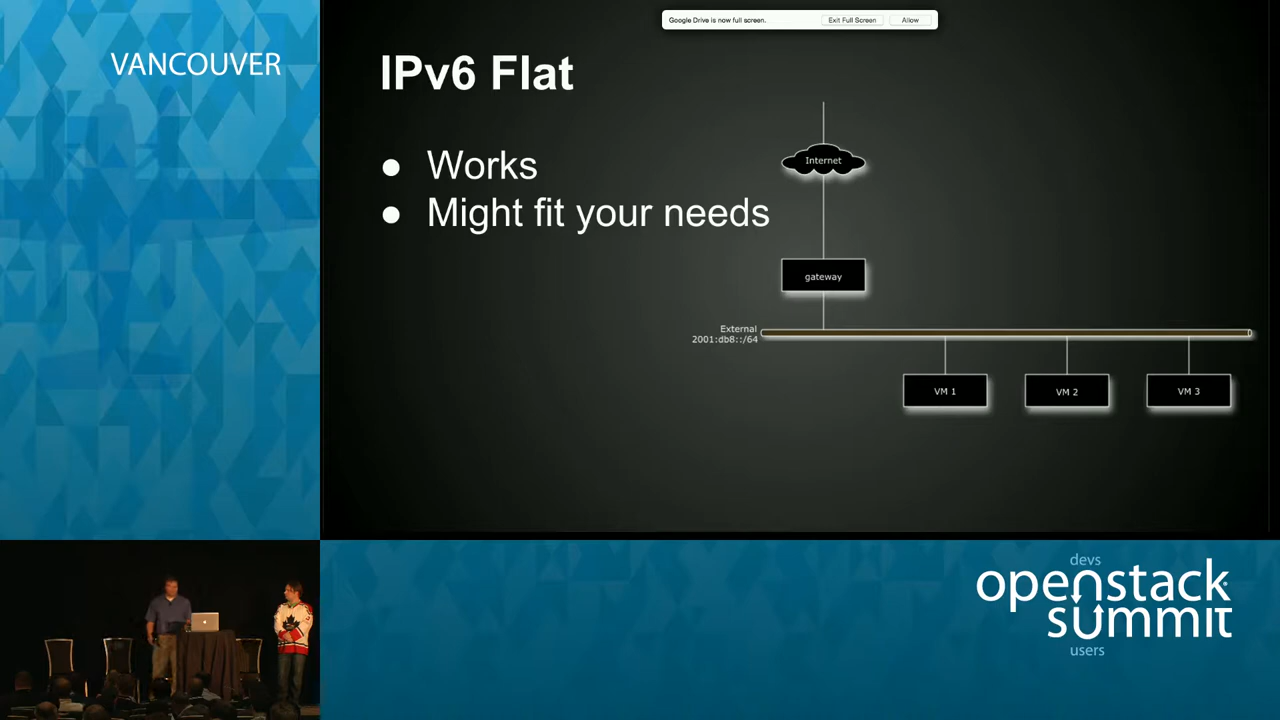 VANCOUVER
Google Drive is now full screen. Exit Full Screen Allow
IPv6 Flat
● Works
● Might fit your needs
Internet
gateway
External
2001:db8::/64
VM 1
VM 2
VM 3
devs
openstack
summit
users